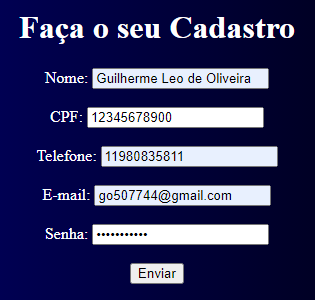 Faça o seu Cadastro
Nome: Guilherme Leo de Oliveira
CPF: 12345678900
Telefone: 11980835811
E-mail: go507744@gmail.com
Senha: •••••••••••
Enviar